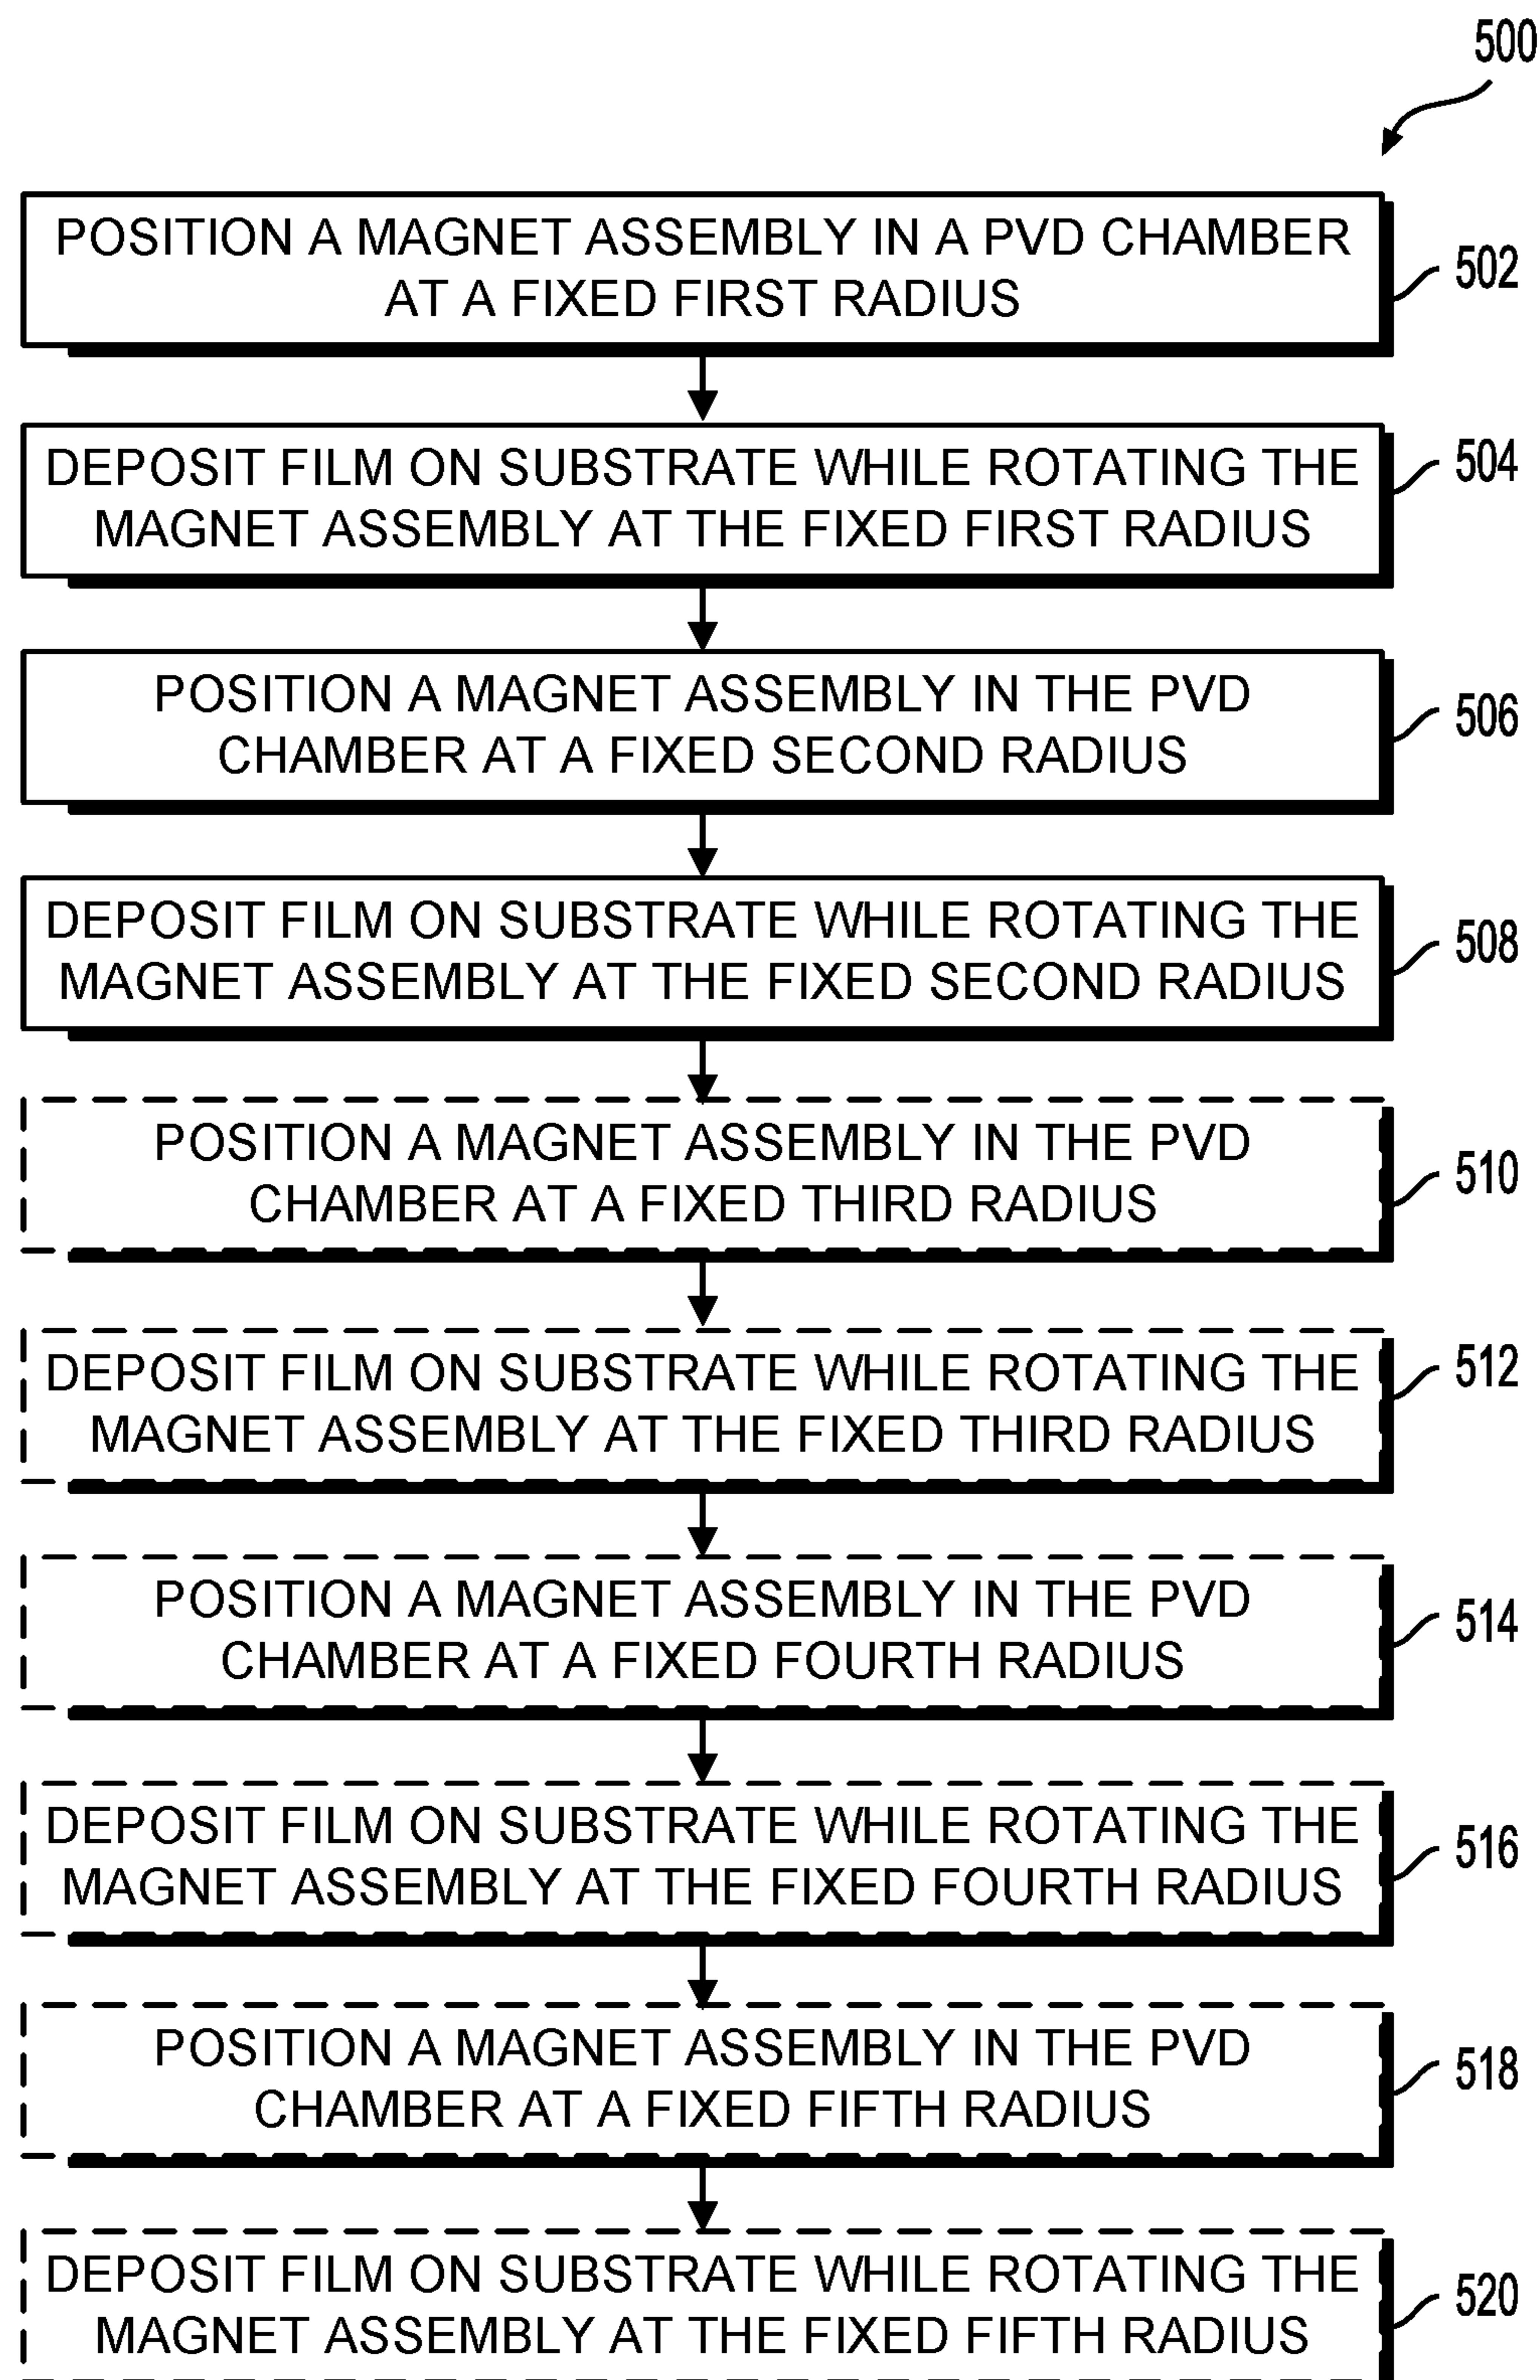 500
POSITION A MAGNET ASSEMBLY IN A PVD CHAMBER
AT A FIXED FIRST RADIUS
502
DEPOSIT FILM ON SUBSTRATE WHILE ROTATING THE
MAGNET ASSEMBLY AT THE FIXED FIRST RADIUS
504
POSITION A MAGNET ASSEMBLY IN THE PVD
CHAMBER AT A FIXED SECOND RADIUS
506
DEPOSIT FILM ON SUBSTRATE WHILE ROTATING THE
MAGNET ASSEMBLY AT THE FIXED SECOND RADIUS
508
POSITION A MAGNET ASSEMBLY IN THE PVD
CHAMBER AT A FIXED THIRD RADIUS
510
DEPOSIT FILM ON SUBSTRATE WHILE ROTATING THE
MAGNET ASSEMBLY AT THE FIXED THIRD RADIUS
512
POSITION A MAGNET ASSEMBLY IN THE PVD
CHAMBER AT A FIXED FOURTH RADIUS
514
DEPOSIT FILM ON SUBSTRATE WHILE ROTATING THE
MAGNET ASSEMBLY AT THE FIXED FOURTH RADIUS
516
POSITION A MAGNET ASSEMBLY IN THE PVD
CHAMBER AT A FIXED FIFTH RADIUS
518
DEPOSIT FILM ON SUBSTRATE WHILE ROTATING THE
MAGNET ASSEMBLY AT THE FIXED FIFTH RADIUS
520